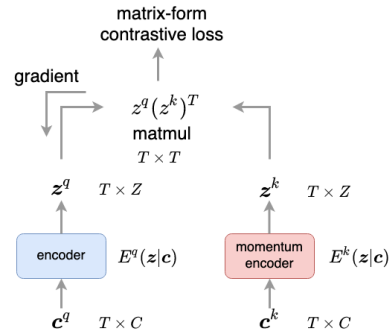 matrix-form
contrastive loss
gradient
z^q(z^k)^T
matmul
T × T
z^q T × Z
z^k T × Z
encoder
E^q(z|c)
momentum
encoder
E^k(z|c)
c^q T × C
c^k T × C